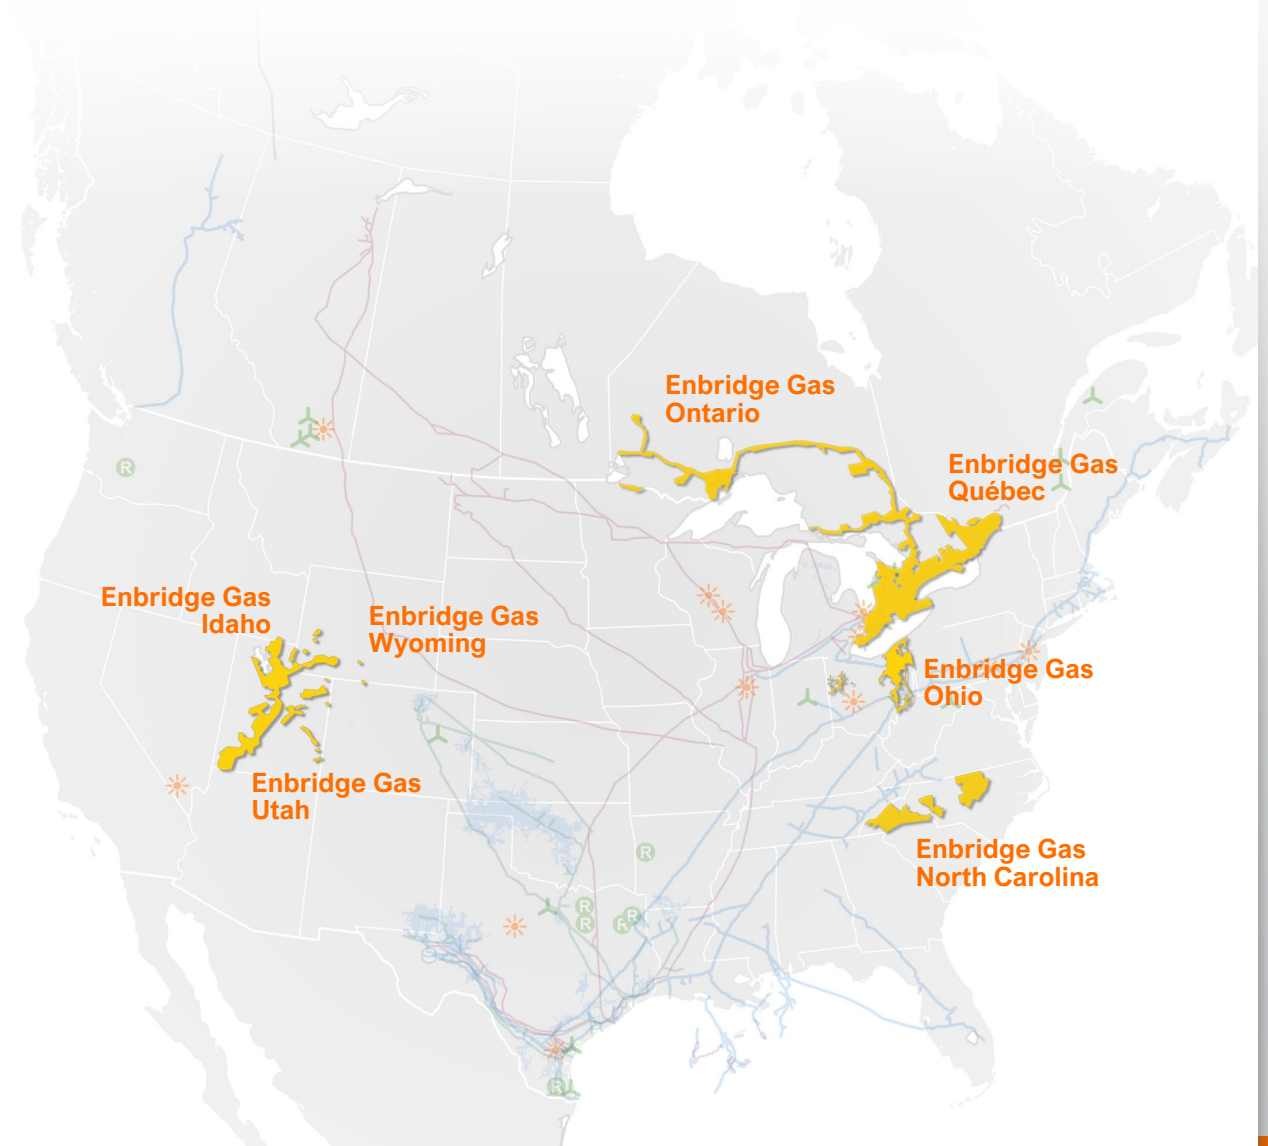 Enbridge Gas
Ontario
Enbridge Gas
Québec
R
Enbridge Gas
Idaho
Enbridge Gas
Wyoming
Enbridge Gas
Ohio
Enbridge Gas
Utah
Enbridge Gas
North Carolina
R
R
R
R
R
R